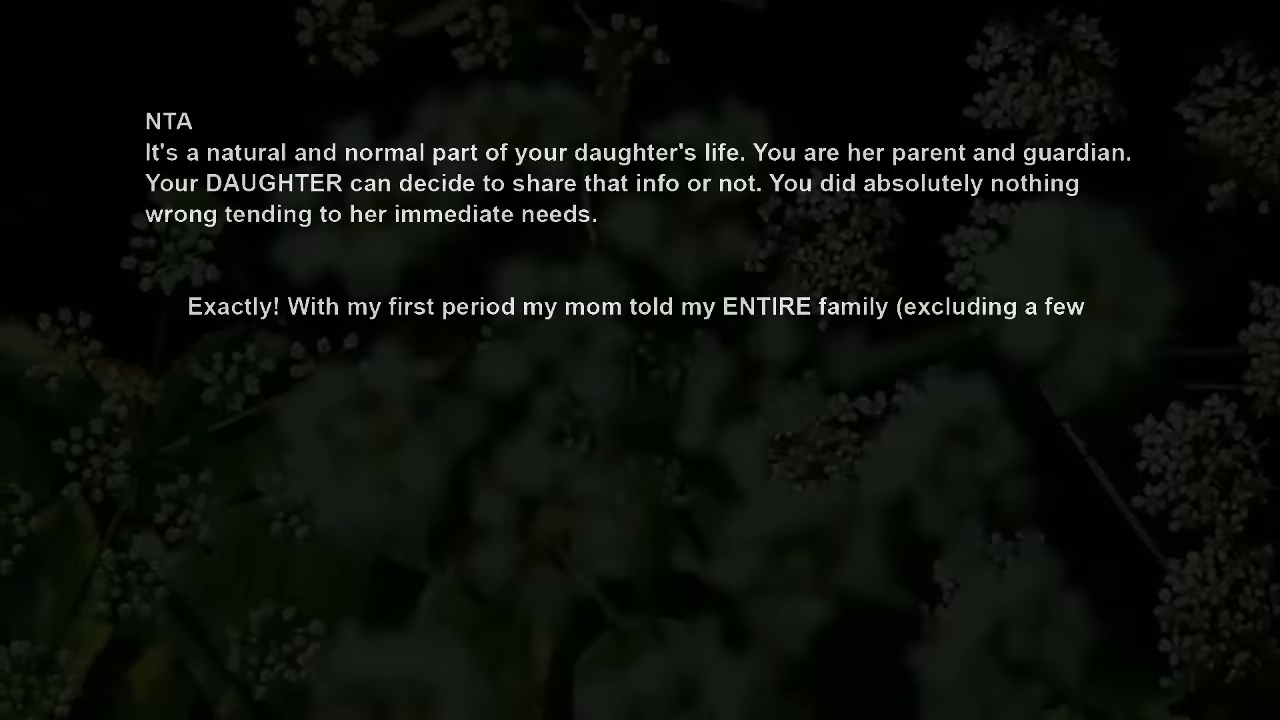 NTA
It's a natural and normal part of your daughter's life. You are her parent and guardian.
Your DAUGHTER can decide to share that info or not. You did absolutely nothing
wrong tending to her immediate needs.
Exactly! With my first period my mom told my ENTIRE family (excluding a few